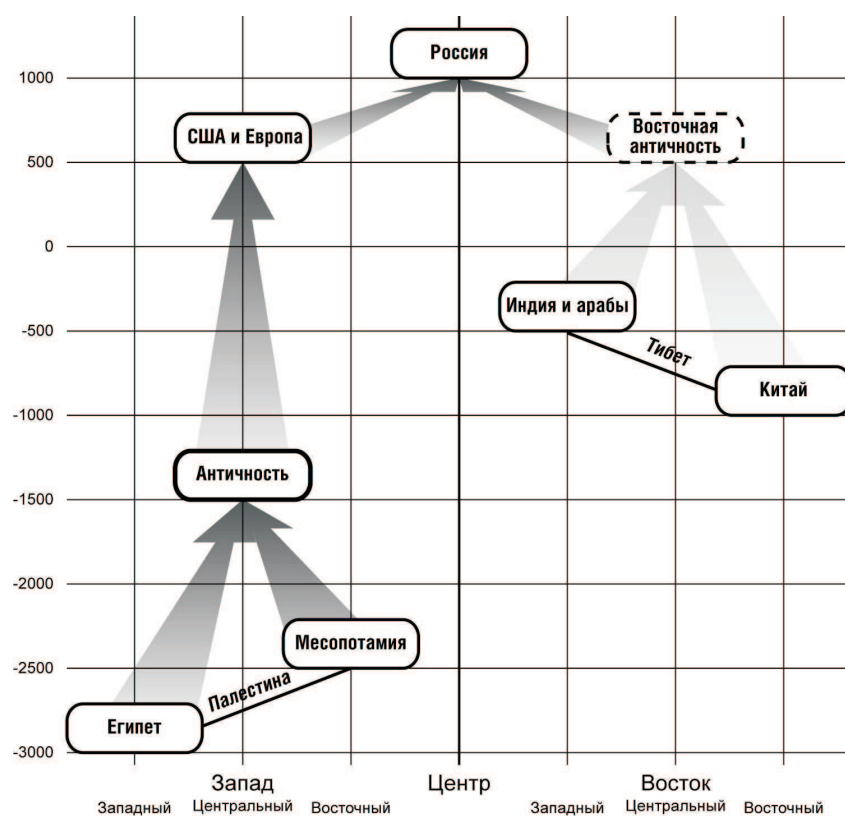 Россия
1000
США и Европа
Восточная
античность
500
0
Индия и арабы
-500
Тибет
Китай
-1000
Античность
-1500
-2000
Месопотамия
-2500
Палестина
Египет
-3000
Запад
Центр
Восток
Западный
Центральный
Восточный
Западный
Центральный
Восточный